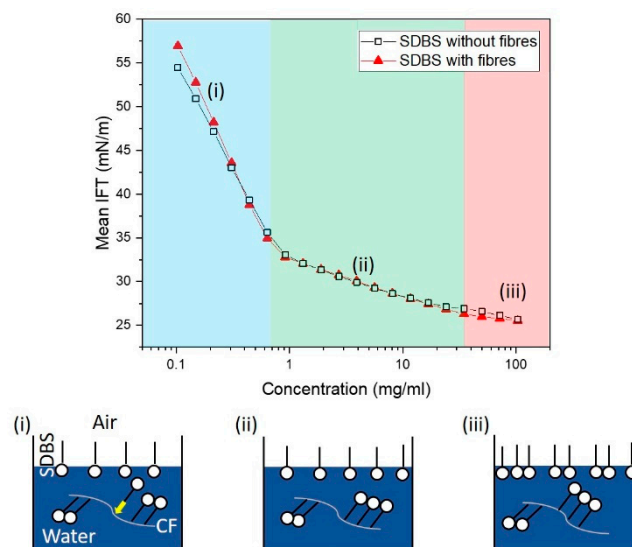 60
55
50
45
40
35
30
25
Mean IFT (mN/m)
SDBS without fibres
SDBS with fibres
(i)
(ii)
(iii)
0.1
1
10
100
Concentration (mg/ml)
(i)
Air
SDBS
Water
CF
(ii)
(iii)